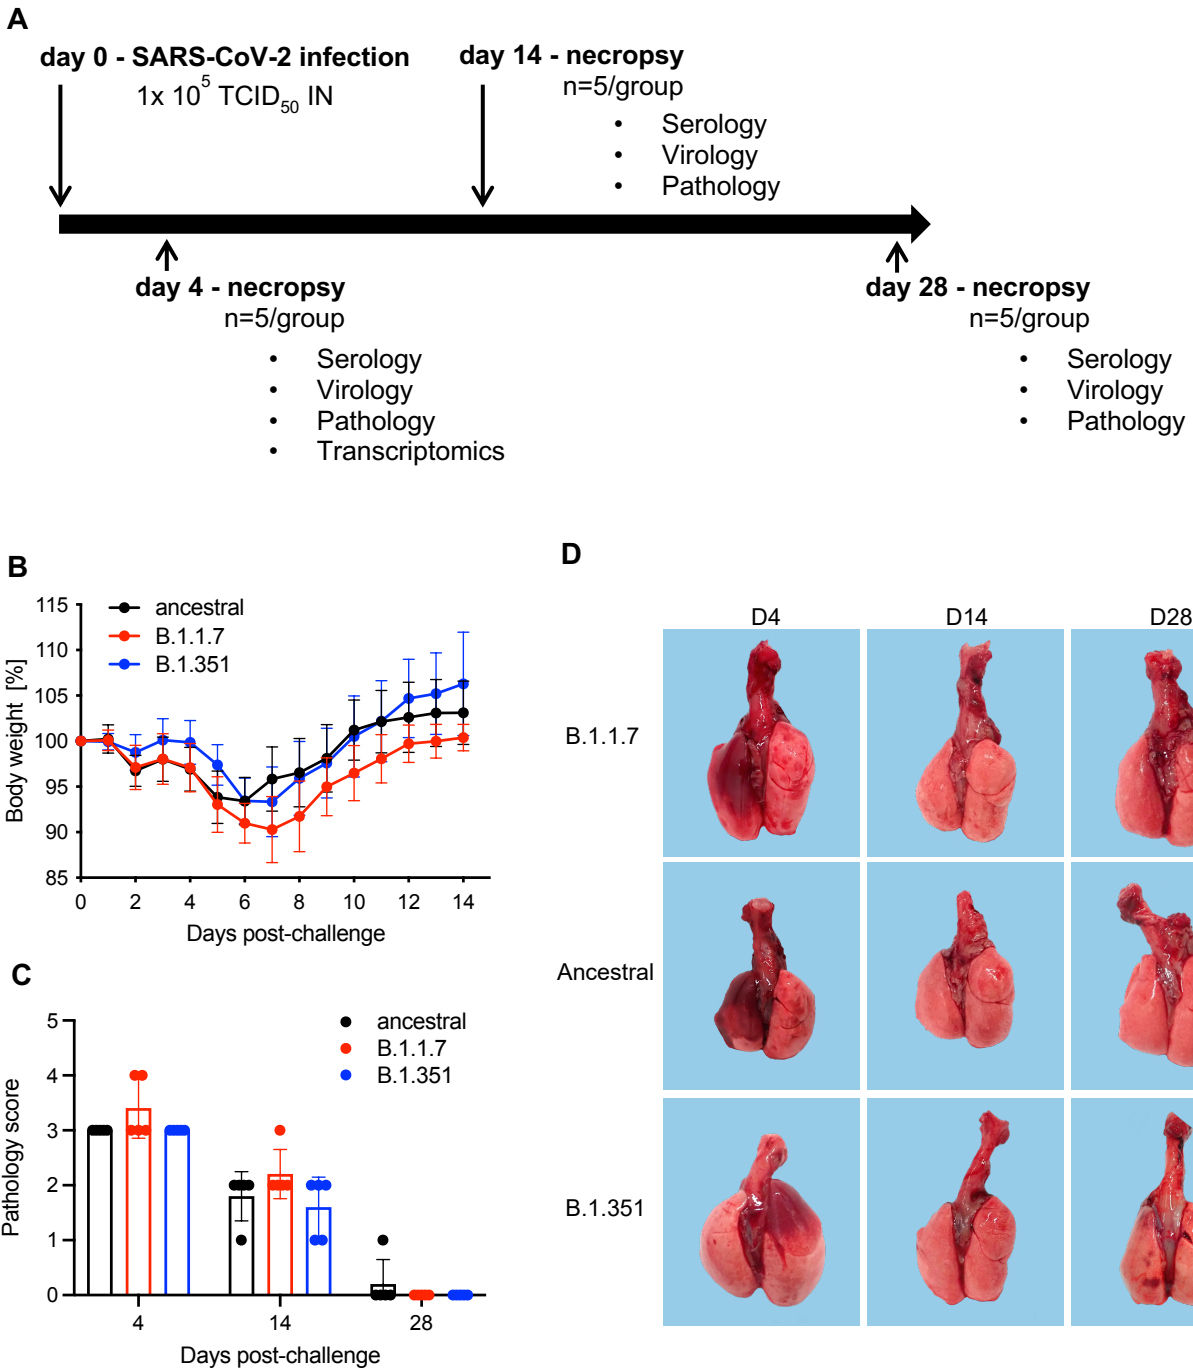 A
day 0 - SARS-CoV-2 infection
1x 10^5 TCID_50 IN
day 14 - necropsy
n=5/group
• Serology
• Virology
• Pathology
day 4 - necropsy
n=5/group
• Serology
• Virology
• Pathology
• Transcriptomics
day 28 - necropsy
n=5/group
• Serology
• Virology
• Pathology
B
ancestral
B.1.1.7
B.1.351
Body weight [%]
115
110
105
100
95
90
85
0 2 4 6 8 10 12 14
Days post-challenge
C
ancestral
B.1.1.7
B.1.351
Pathology score
5
4
3
2
1
0
4 14 28
Days post-challenge
D
D4 D14 D28
B.1.1.7
Ancestral
B.1.351